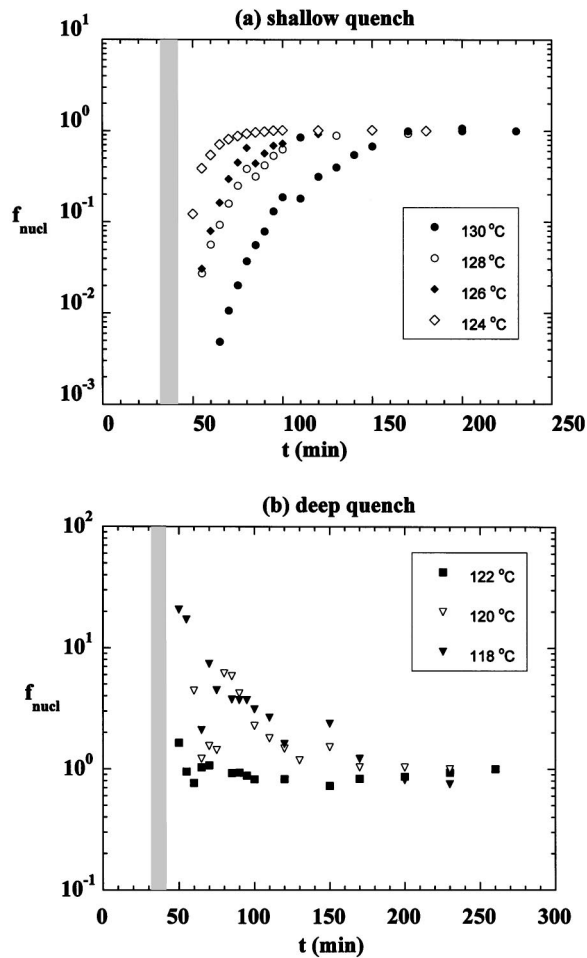 (a) shallow quench
10^1
10^0
10^-1
10^-2
10^-3
f_nucl
130 °C
128 °C
126 °C
124 °C
0 50 100 150 200 250
t (min)
(b) deep quench
10^2
10^1
10^0
10^-1
f_nucl
122 °C
120 °C
118 °C
0 50 100 150 200 250 300
t (min)